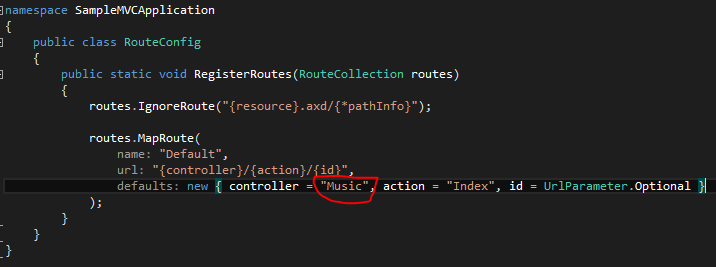 namespace SampleMVCApplication
{
public class RouteConfig
{
public static void RegisterRoutes(RouteCollection routes)
{
routes.IgnoreRoute("{resource}.axd/{*pathInfo}");
routes.MapRoute(
name: "Default",
url: "{controller}/{action}/{id}",
defaults: new { controller = "Music", action = "Index", id = UrlParameter.Optional }
);
}
}
}